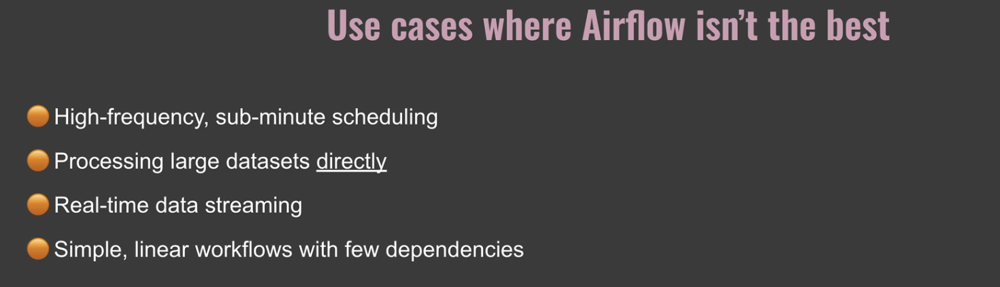 Use cases where Airflow isn’t the best
High-frequency, sub-minute scheduling
Processing large datasets directly
Real-time data streaming
Simple, linear workflows with few dependencies